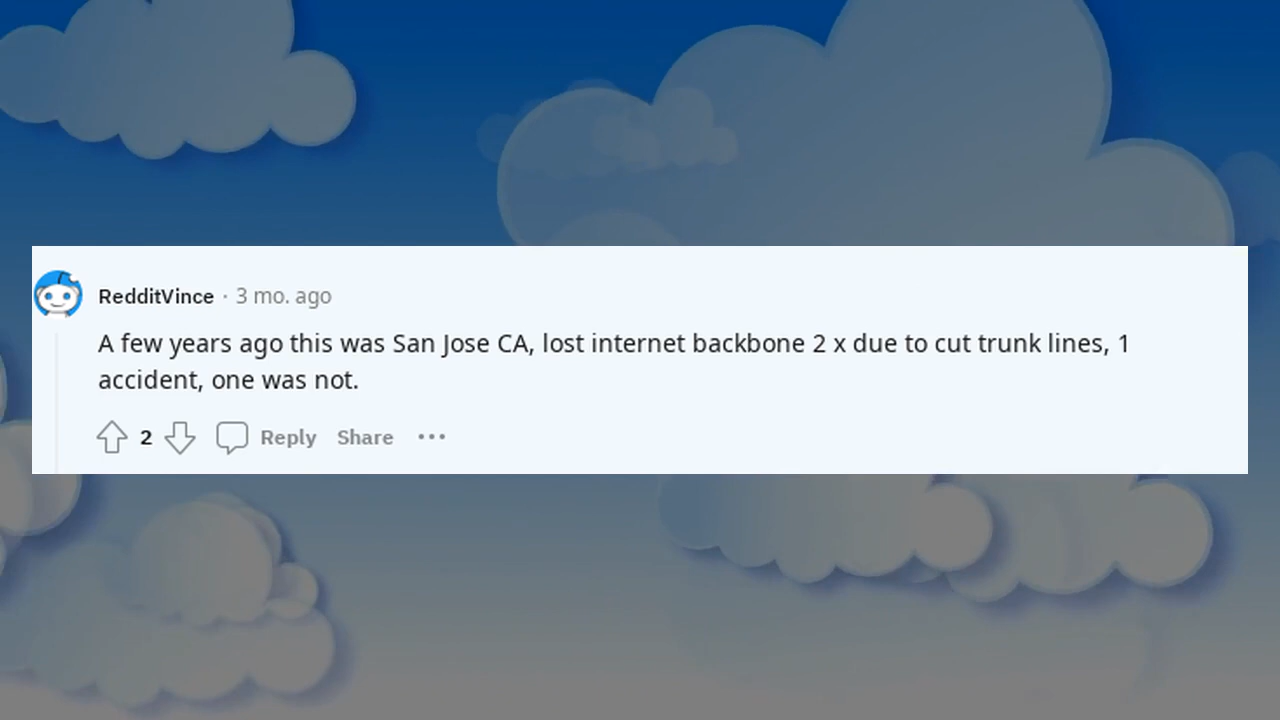 RedditVince · 3 mo. ago
A few years ago this was San Jose CA, lost internet backbone 2 x due to cut trunk lines, 1
accident, one was not.
2 Reply Share ···